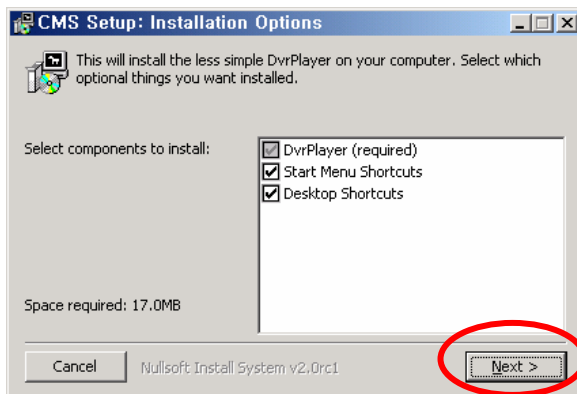 CMS Setup: Installation Options
This will install the less simple DvrPlayer on your computer. Select which
optional things you want installed.
Select components to install:
DvrPlayer (required)
Start Menu Shortcuts
Desktop Shortcuts
Space required: 17.0MB
Cancel
Nullsoft Install System v2.0rc1
Next >